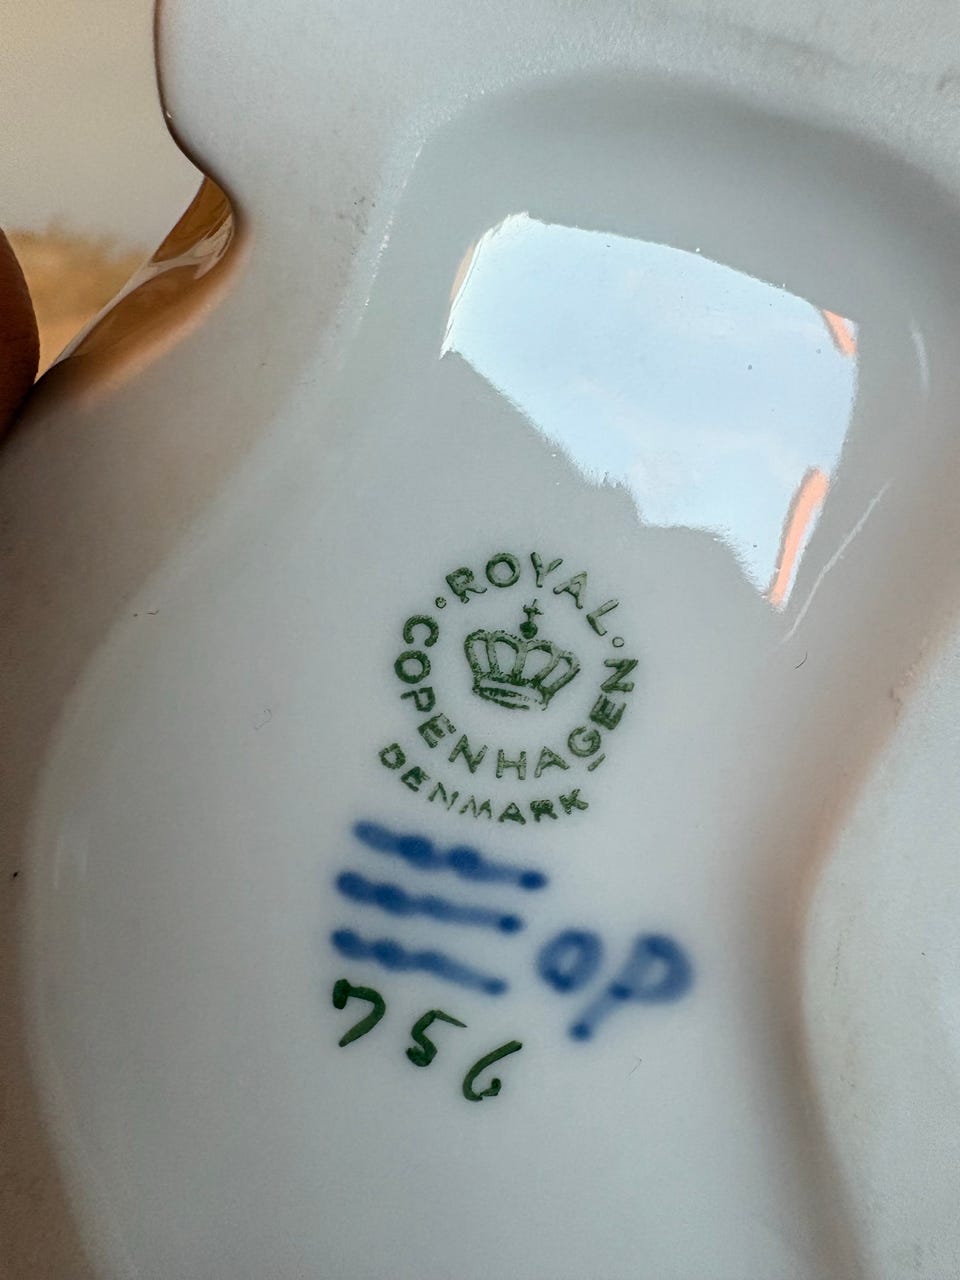 ROYAL
COPENHAGEN
DENMARK
OP
756